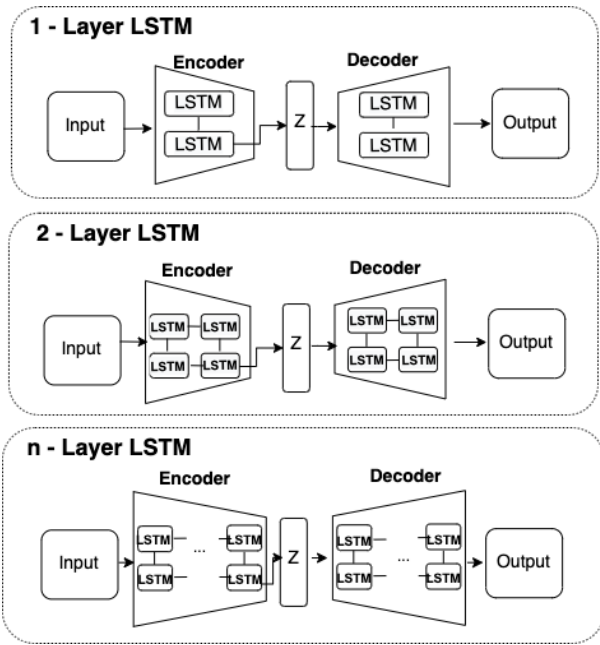 1 - Layer LSTM
Encoder Decoder
Input
LSTM
LSTM
Z
LSTM
LSTM
Output
2 - Layer LSTM
Encoder Decoder
Input
LSTM LSTM
LSTM LSTM
Z
LSTM LSTM
LSTM LSTM
Output
n - Layer LSTM
Encoder Decoder
Input
LSTM ... LSTM
LSTM LSTM
Z
LSTM ... LSTM
LSTM LSTM
Output